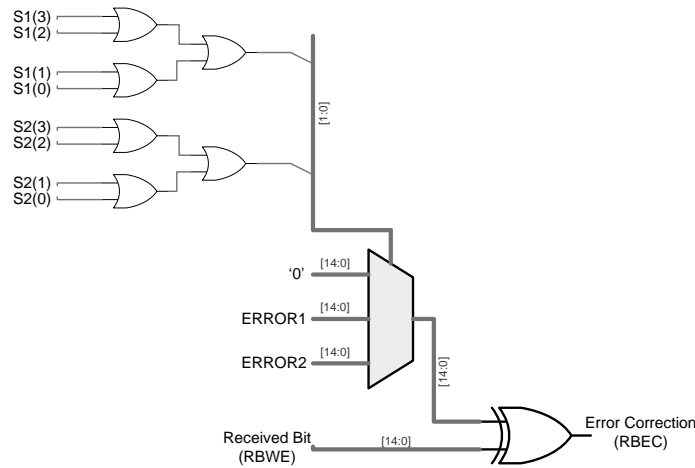 S1(3)
S1(2)
S1(1)
S1(0)
S2(3)
S2(2)
S2(1)
S2(0)
[1:0]
‘0’ [14:0]
ERROR1 [14:0]
ERROR2 [14:0]
[14:0]
Received Bit
(RBWE)
[14:0]
Error Correction
(RBEC)